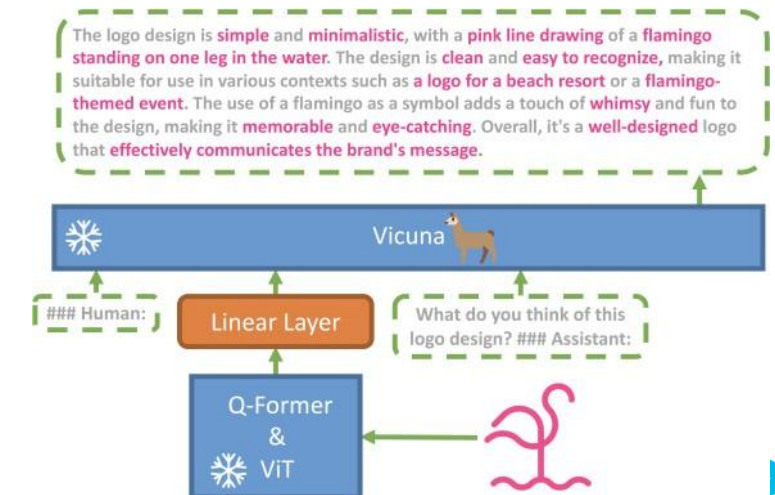 The logo design is simple and minimalistic, with a pink line drawing of a flamingo
standing on one leg in the water. The design is clean and easy to recognize, making it
suitable for use in various contexts such as a logo for a beach resort or a flamingo-
themed event. The use of a flamingo as a symbol adds a touch of whimsy and fun to
the design, making it memorable and eye-catching. Overall, it's a well-designed logo
that effectively communicates the brand's message.
Vicuna
### Human:
Linear Layer
What do you think of this
logo design? ### Assistant:
Q-Former
&
ViT